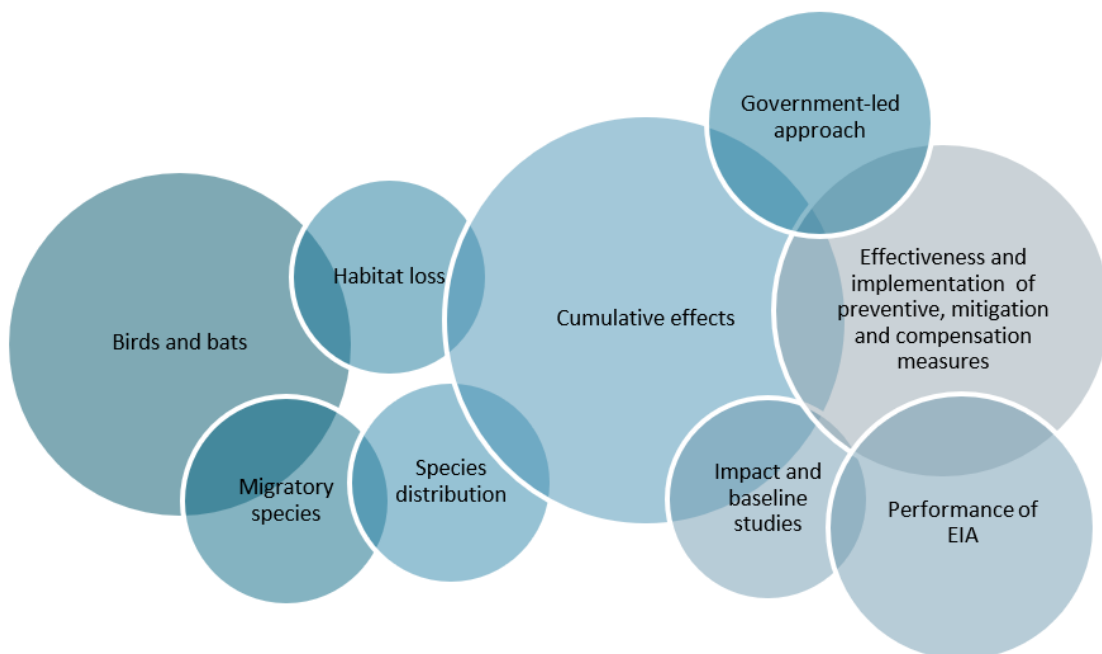 Government-led
approach
Birds and bats
Habitat loss
Cumulative effects
Effectiveness and
implementation of
preventive, mitigation
and compensation
measures
Migratory
species
Species
distribution
Impact and
baseline
studies
Performance of
EIA